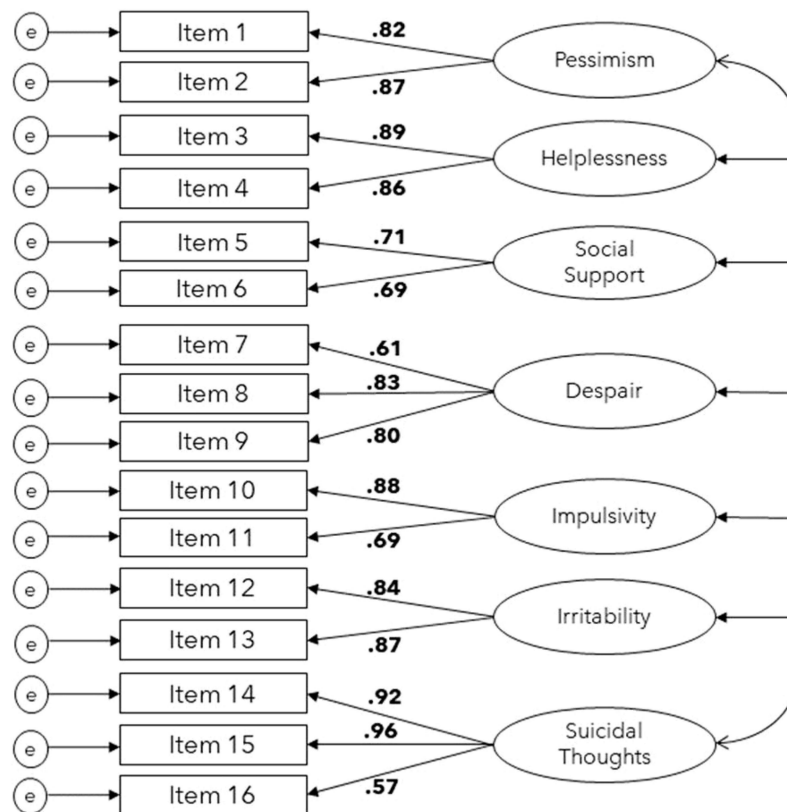 e Item 1 .82
Pessimism
e Item 2 .87
e Item 3 .89
Helplessness
e Item 4 .86
e Item 5 .71
Social
Support
e Item 6 .69
e Item 7 .61
e Item 8 .83 Despair
e Item 9 .80
e Item 10 .88
Impulsivity
e Item 11 .69
e Item 12 .84
Irritability
e Item 13 .87
e Item 14 .92
e Item 15 .96
Suicidal
Thoughts
e Item 16 .57